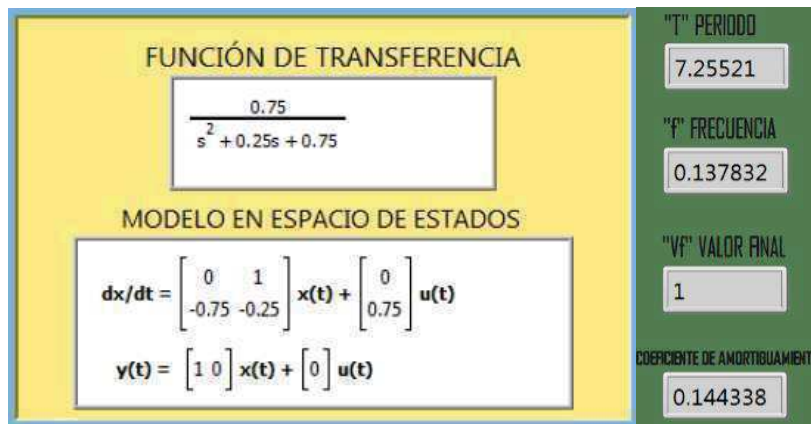 FUNCIÓN DE TRANSFERENCIA
0.75
s² + 0.25s + 0.75
MODELO EN ESPACIO DE ESTADOS
dx/dt = [0 1; -0.75 -0.25] x(t) + [0; 0.75] u(t)
y(t) = [1 0] x(t) + [0] u(t)
"T" PERIODO
7.25521
"f" FRECUENCIA
0.137832
"Vf" VALOR FINAL
1
COEFICIENTE DE AMORTIGUAMIENT
0.144338